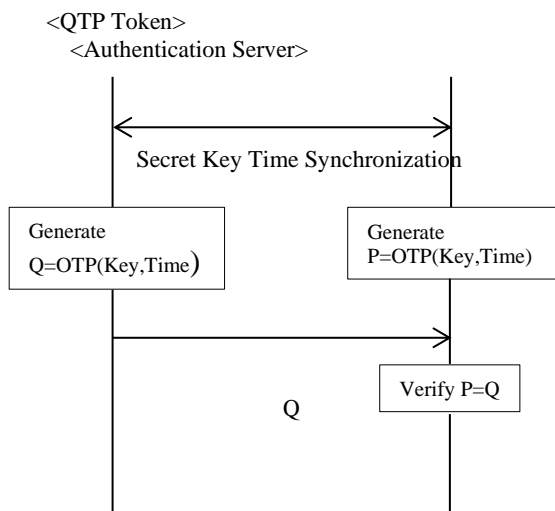 <QTP Token>
<Authentication Server>
Secret Key Time Synchronization
Generate
Q=OTP(Key,Time)
Generate
P=OTP(Key,Time)
Verify P=Q
Q